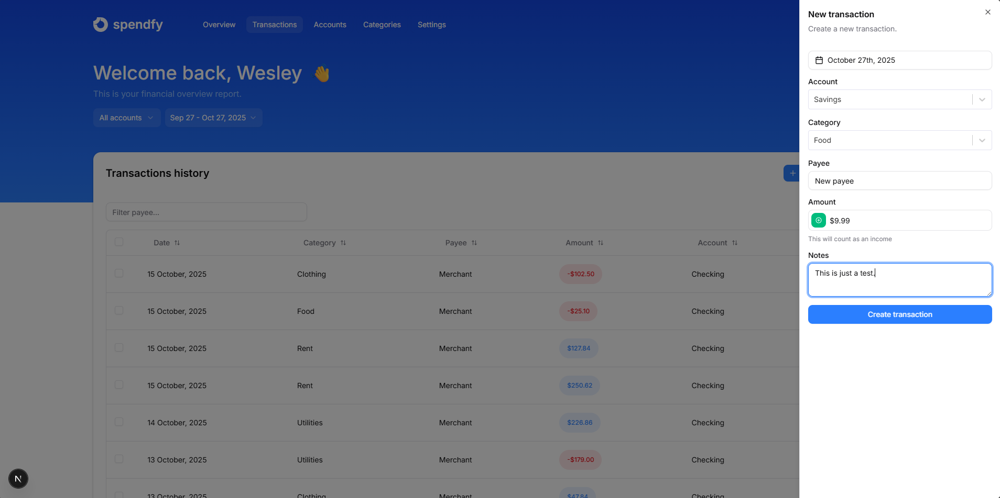 spendfy
Overview
Transactions
Accounts
Categories
Settings
Welcome back, Wesley 👋
This is your financial overview report.
All accounts
Sep 27 - Oct 27, 2025
Transactions history
Filter payee...
Date Category Payee Amount Account
15 October, 2025 Clothing Merchant -$102.50 Checking
15 October, 2025 Food Merchant -$25.10 Checking
15 October, 2025 Rent Merchant $127.84 Checking
15 October, 2025 Rent Merchant $250.62 Checking
14 October, 2025 Utilities Merchant $226.86 Checking
13 October, 2025 Utilities Merchant -$179.00 Checking
13 October, 2025 Clothing Merchant $47.84 Checking
N
New transaction
Create a new transaction.
October 27th, 2025
Account
Savings
Category
Food
Payee
New payee
Amount
$9.99
This will count as an income
Notes
This is just a test.
Create transaction